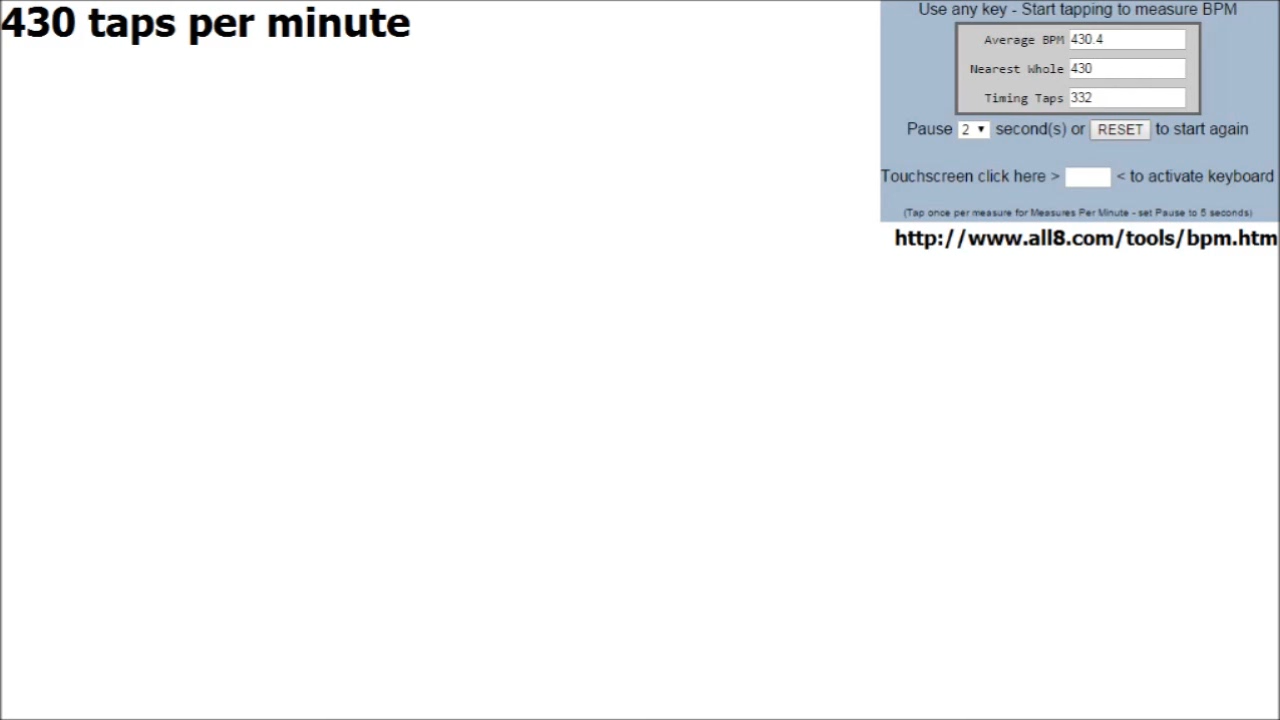 430 taps per minute
Use any key - Start tapping to measure BPM
Average BPM 430.4
Nearest Whole 430
Timing Taps 332
Pause 2 second(s) or RESET to start again
Touchscreen click here > < to activate keyboard
(Tap once per measure for Measures Per Minute - set Pause to 5 seconds)
http://www.all8.com/tools/bpm.htm